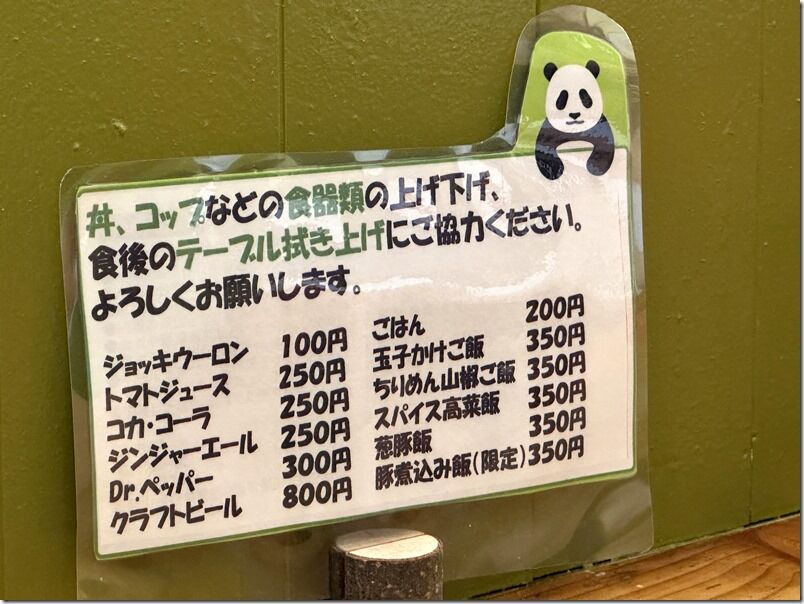 丼、コップなどの食器類の上げ下げ、
食後のテーブル拭き上げにご協力ください。
よろしくお願いします。
ジョッキウーロン 100円
トマトジュース 250円
コカ・コーラ 250円
ジンジャーエール 250円
Dr.ペッパー 300円
クラフトビール 800円
ごはん 200円
玉子かけご飯 350円
ちりめん山椒ご飯 350円
スパイス高菜飯 350円
葱豚飯 350円
豚煮込み飯(限定)350円